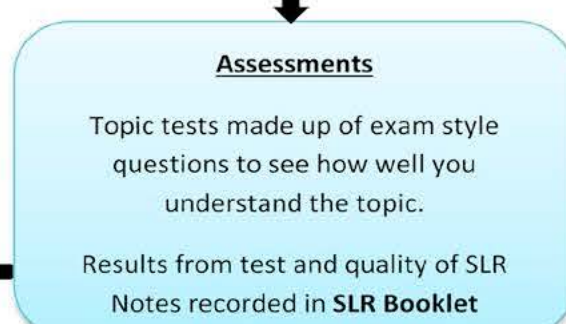 Assessments
Topic tests made up of exam style
questions to see how well you
understand the topic.
Results from test and quality of SLR
Notes recorded in SLR Booklet